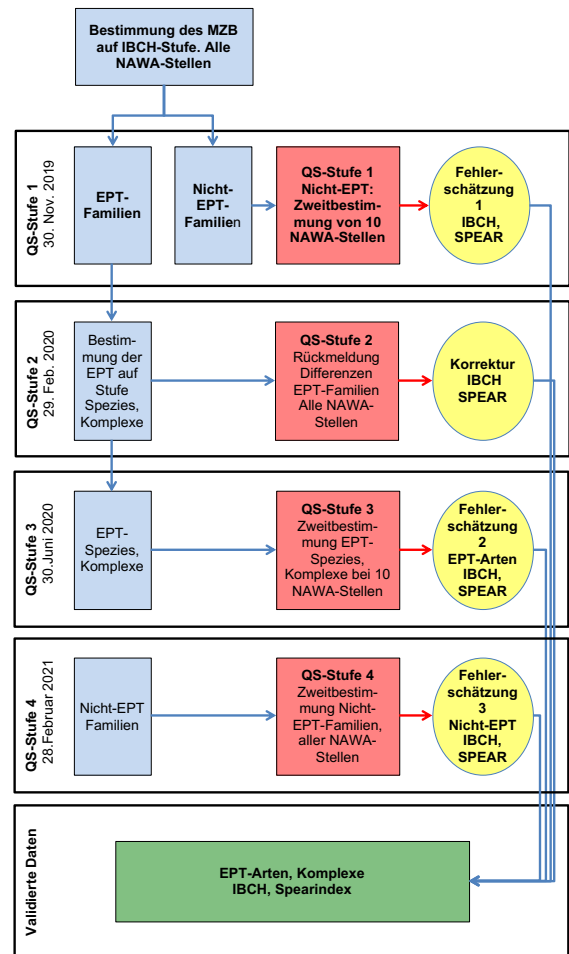 Bestimmung des MZB
auf IBCH-Stufe. Alle
NAWA-Stellen
QS-Stufe 1
30. Nov. 2019
EPT-
Familien
Nicht-
EPT-
Familien
QS-Stufe 1
Nicht-EPT:
Zweitbestimmung
von 10
NAWA-Stellen
Fehler-
schätzung
1
IBCH,
SPEAR
QS-Stufe 2
29. Feb. 2020
Bestim-
mung der
EPT auf
Stufe
Spezies,
Komplexe
QS-Stufe 2
Rückmeldung
Differenzen
EPT-Familien
Alle NAWA-
Stellen
Korrektur
IBCH
SPEAR
QS-Stufe 3
30.Juni 2020
EPT-
Spezies,
Komplexe
QS-Stufe 3
Zweitbestim-
mung EPT-
Spezies,
Komplexe bei 10
NAWA-Stellen
Fehler-
schätzung
2
EPT-Arten
IBCH,
SPEAR
QS-Stufe 4
28.Februar 2021
Nicht-EPT
Familien
QS-Stufe 4
Zweitbestim-
mung Nicht-
EPT-Familien,
aller NAWA-
Stellen
Fehler-
schätzung
3
Nicht-EPT
IBCH,
SPEAR
Validierte Daten
EPT-Arten, Komplexe
IBCH, Spearindex